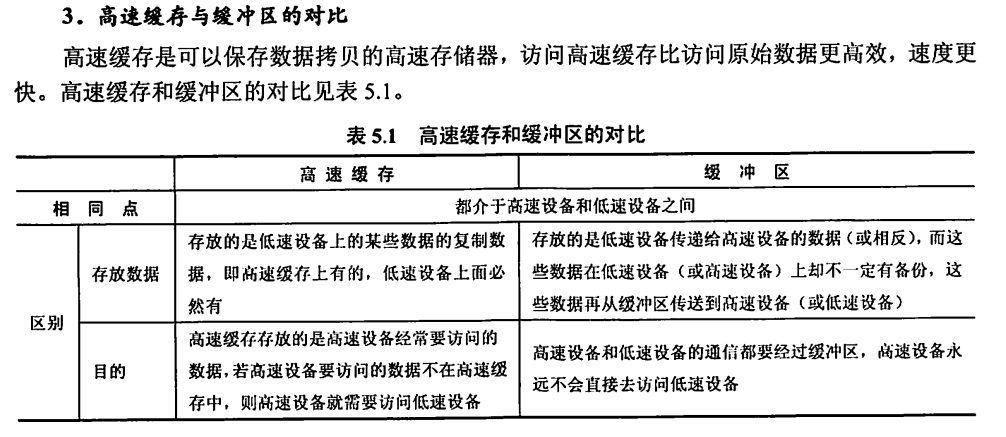 3．高速缓存与缓冲区的对比
高速缓存是可以保存数据拷贝的高速存储器，访问高速缓存比访问原始数据更高效，速度更
快。高速缓存和缓冲区的对比见表 5.1。
表 5.1 高速缓存和缓冲区的对比
高速缓存 缓冲区
相同点 都介于高速设备和低速设备之间
区别
存放数据
存放的是低速设备上的某些数据的复制数
据，即高速缓存上有的，低速设备上面必
然有
存放的是低速设备传递给高速设备的数据（或相反），而这
些数据在低速设备（或高速设备）上却不一定有备份，这
些数据再从缓冲区传送到高速设备（或低速设备）
目的
高速缓存存放的是高速设备经常要访问的
数据，若高速设备要访问的数据不在高速缓
存中，则高速设备就需要访问低速设备
高速设备和低速设备的通信都要经过缓冲区，高速设备永
远不会直接去访问低速设备